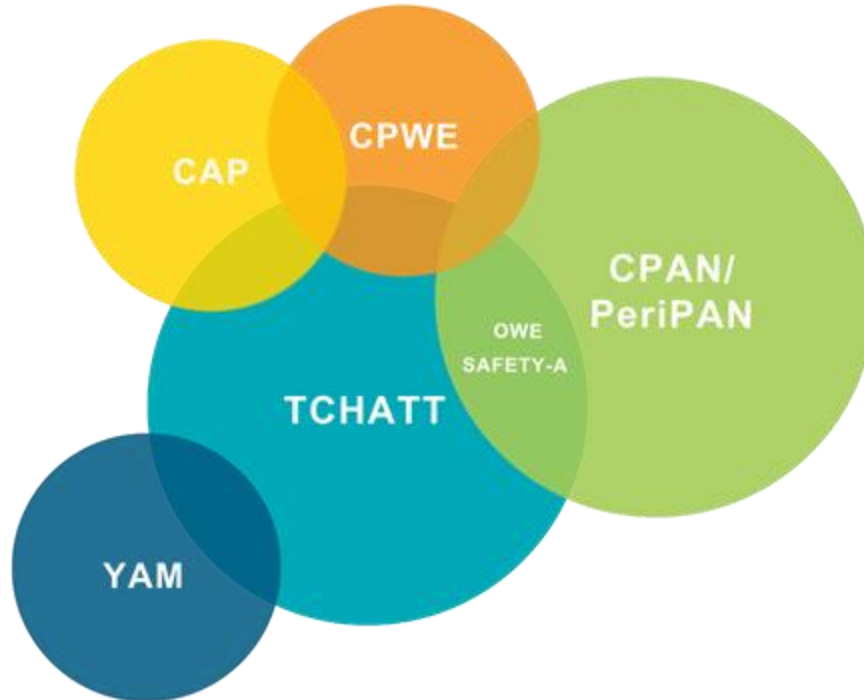 CPWE
CAP
CPAN/
PeriPAN
OWE
SAFETY-A
TCHATT
YAM